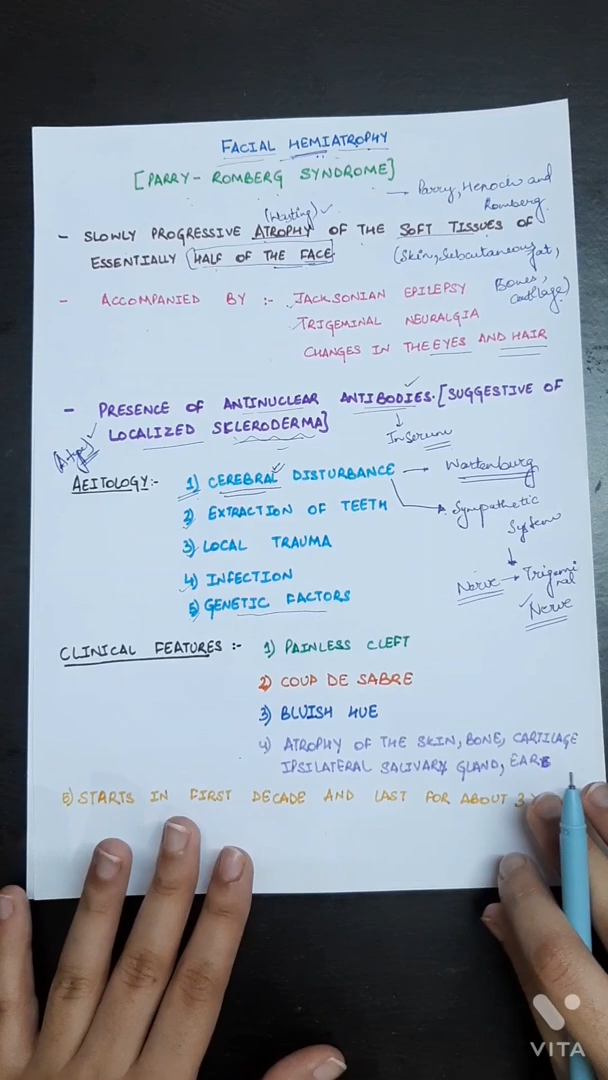 FACIAL HEMIATROPHY
[PARRY-ROMBERG SYNDROME]
Parry, Henoch and
Romberg
(Wasting)
- SLOWLY PROGRESSIVE ATROPHY OF THE SOFT TISSUES OF
ESSENTIALLY HALF OF THE FACE.
(Skin, Subcutaneous fat,
Bones,
cartilage)
- ACCOMPANIED BY :- JACKSONIAN EPILEPSY
TRIGEMINAL NEURALGIA
CHANGES IN THE EYES AND HAIR
- PRESENCE OF ANTINUCLEAR ANTIBODIES. [SUGGESTIVE OF
LOCALIZED SCLERODERMA]
In serum
AEITOLOGY:- 1) CEREBRAL DISTURBANCE
Wartenburg
2) EXTRACTION OF TEETH
Sympathetic
System
3) LOCAL TRAUMA
4) INFECTION
Nerve → Trigeminal
Nerve
5) GENETIC FACTORS
CLINICAL FEATURES :- 1) PAINLESS CLEFT
2) COUP DE SABRE
3) BLUISH HUE
4) ATROPHY OF THE SKIN, BONE, CARTILAGE
IPSILATERAL SALIVARY GLAND, EAR
5) STARTS IN FIRST DECADE AND LAST FOR ABOUT 3
VITA